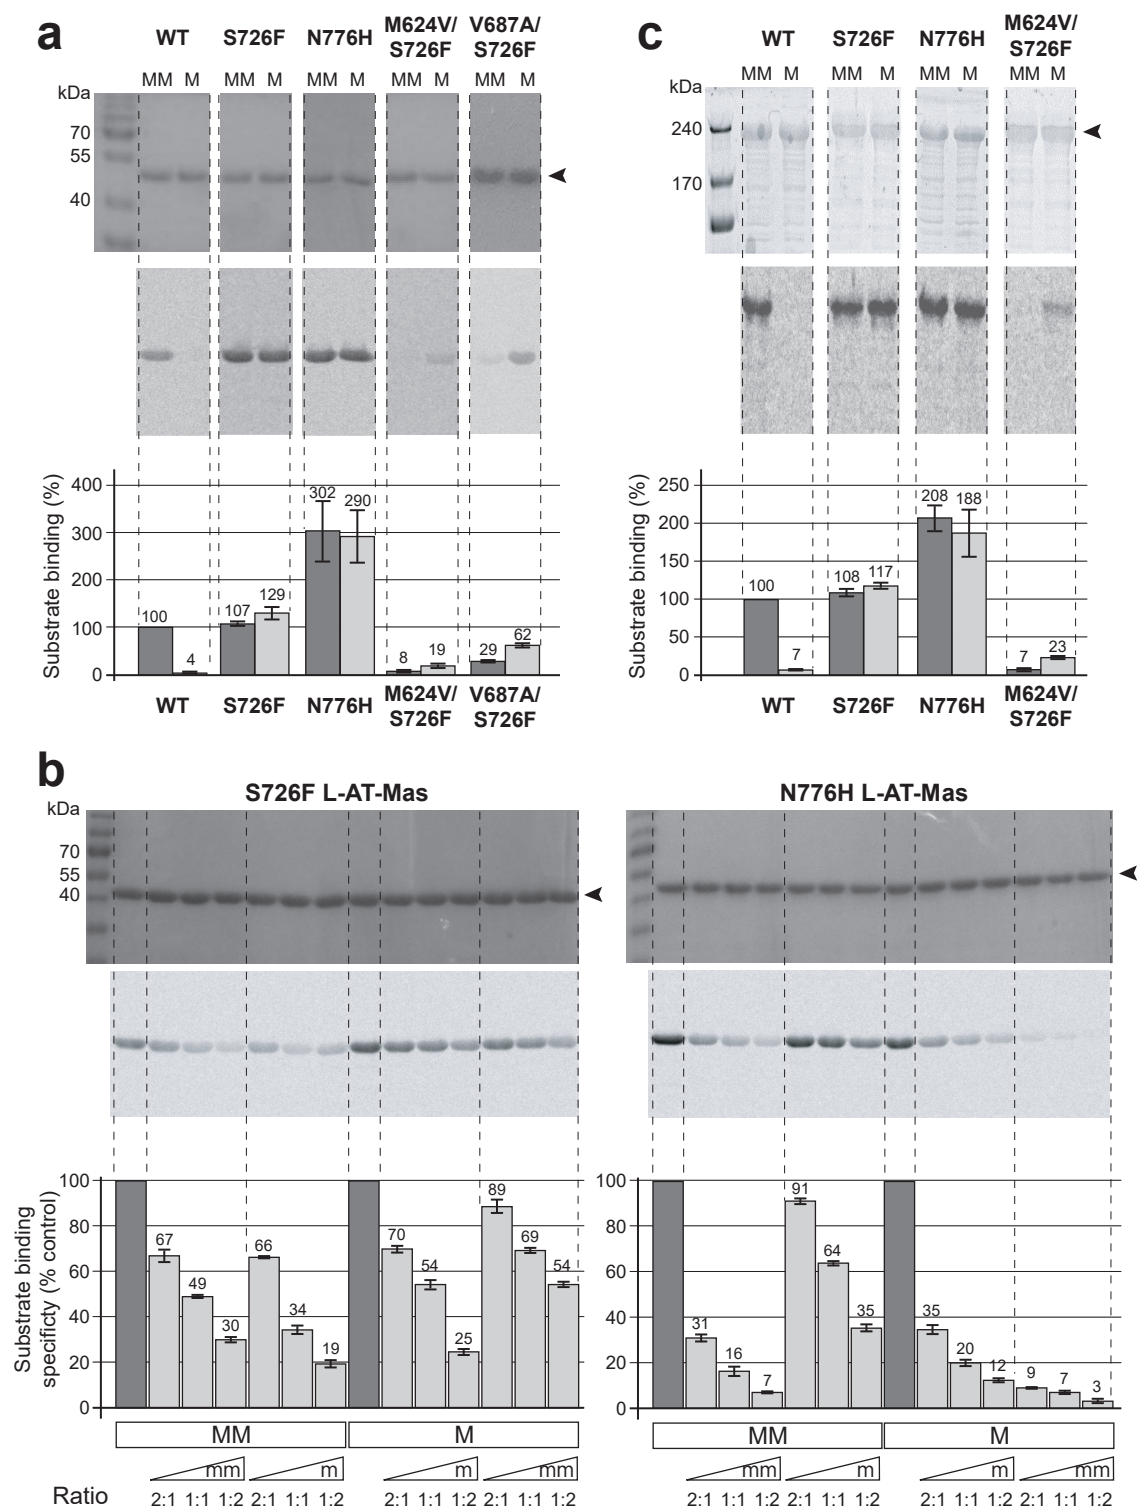 a
WT S726F N776H M624V/ S726F V687A/ S726F
MM M MM M MM M MM M MM M
kDa
70
55
40
Substrate binding (%)
400
300
200
100
0
100 4 107 129 302 290 8 19 29 62
WT S726F N776H M624V/ S726F V687A/ S726F
c
WT S726F N776H M624V/ S726F
MM M MM M MM M MM M
kDa
240
170
Substrate binding (%)
250
200
150
100
50
0
100 7 108 117 208 188 7 23
WT S726F N776H M624V/ S726F
b
S726F L-AT-Mas
kDa
70
55
40
Substrate binding
specificty (% control)
100
80
60
40
20
0
67 49 30 66 34 19 70 54 25 89 69 54
MM M
mm m m mm
Ratio 2:1 1:1 1:2 2:1 1:1 1:2 2:1 1:1 1:2 2:1 1:1 1:2
N776H L-AT-Mas
100
80
60
40
20
0
31 16 7 91 64 35 35 20 12 9 7 3
MM M
mm m m mm
2:1 1:1 1:2 2:1 1:1 1:2 2:1 1:1 1:2 2:1 1:1 1:2